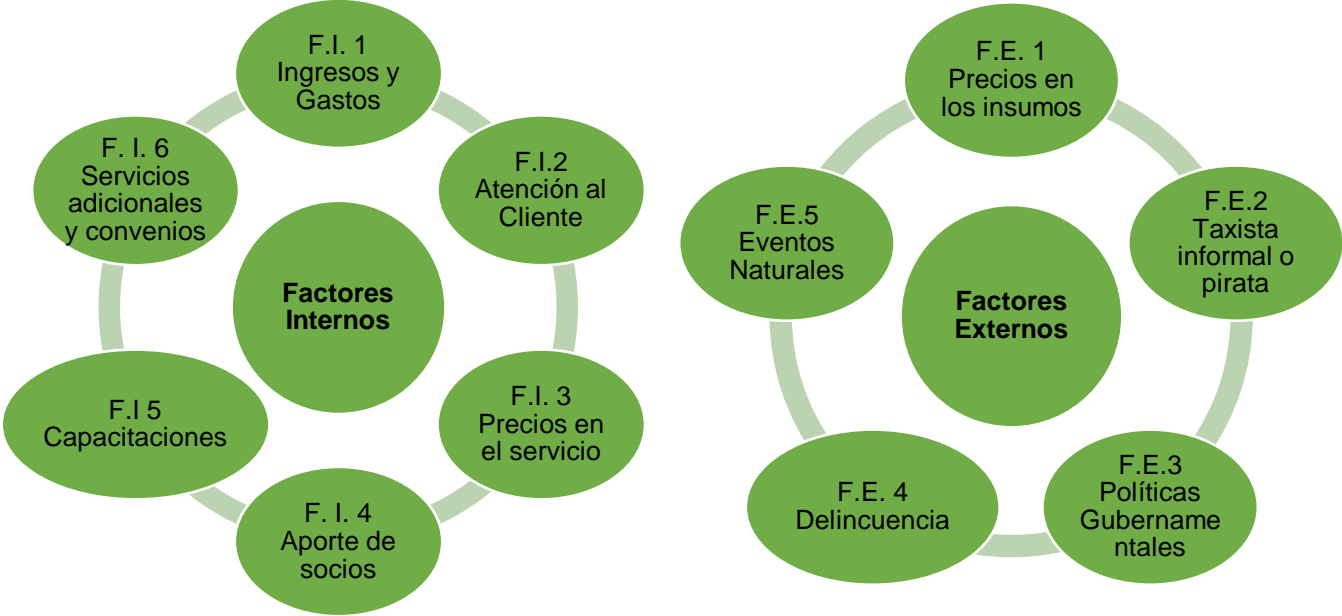 F.I. 1
Ingresos y
Gastos
F.I.2
Atención al
Cliente
F.I. 3
Precios en
el servicio
F. I. 4
Aporte de
socios
F.I 5
Capacitaciones
F. I. 6
Servicios
adicionales
y convenios
Factores
Internos
F.E. 1
Precios en
los insumos
F.E.2
Taxista
informal o
pirata
F.E.3
Políticas
Gubername
ntales
F.E. 4
Delincuencia
F.E.5
Eventos
Naturales
Factores
Externos